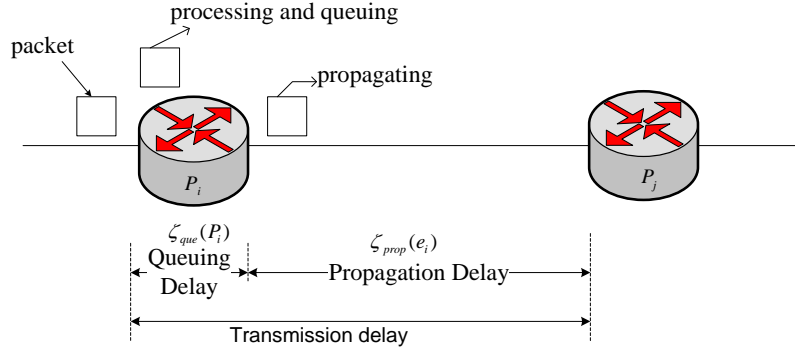 processing and queuing
packet
propagating
P_i
P_j
ζ_que(P_i)
ζ_prop(e_i)
Queuing
Delay
Propagation Delay
Transmission delay